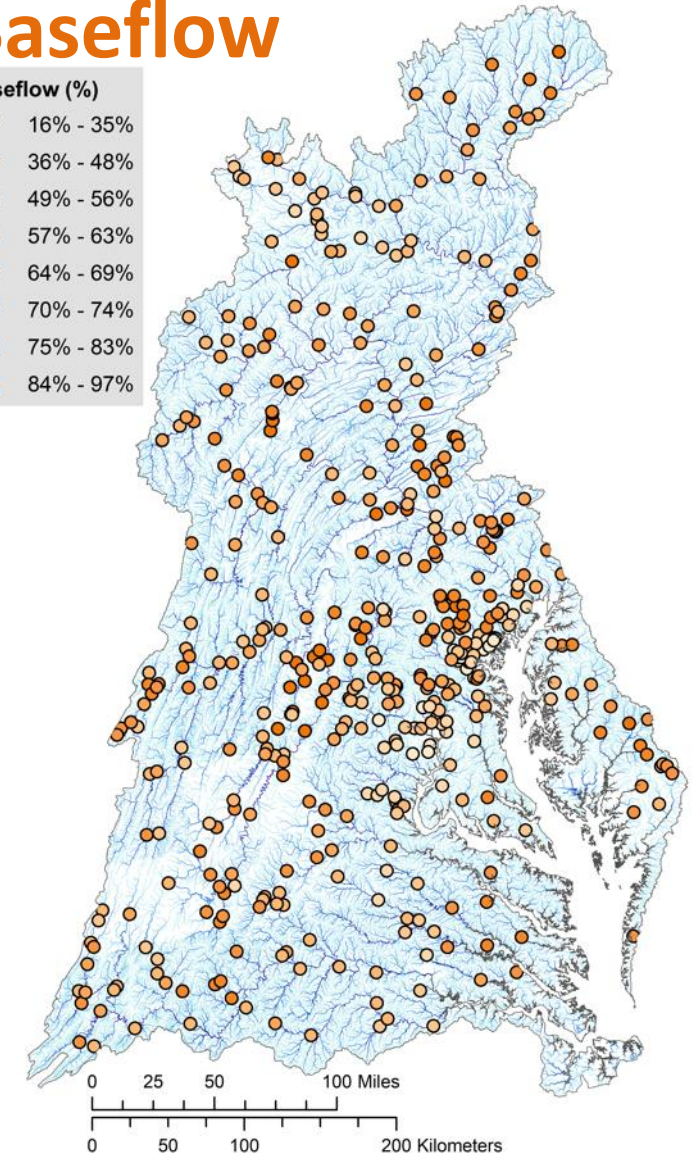 aseflow
eflow (%)
16% - 35%
36% - 48%
49% - 56%
57% - 63%
64% - 69%
70% - 74%
75% - 83%
84% - 97%
0 25 50 100 Miles
0 50 100 200 Kilometers